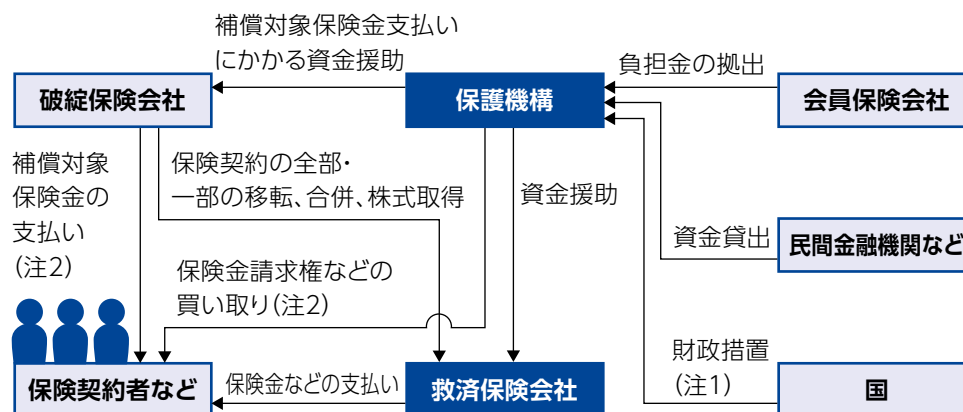 補償対象保険金支払い
にかかる資金援助
負担金の拠出
破綻保険会社
保護機構
会員保険会社
補償対象
保険金の
支払い
(注2)
保険契約の全部・
一部の移転、合併、株式取得
資金援助
資金貸出
民間金融機関など
保険金請求権などの
買い取り(注2)
財政措置
(注1)
保険契約者など
保険金などの支払い
救済保険会社
国